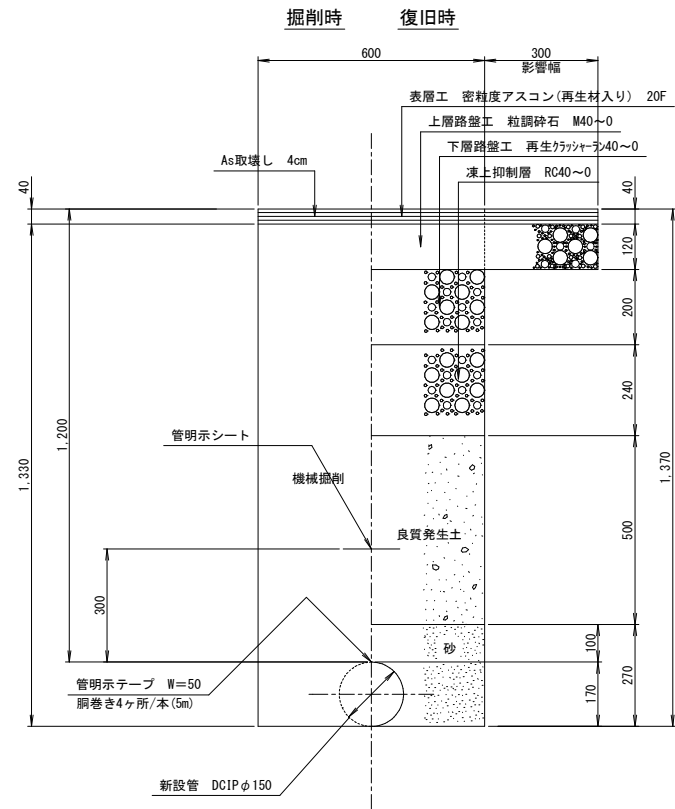 掘削時 復旧時
600 300
影響幅
表層工 密粒度アスコン(再生材入り) 20F
上層路盤工 粒調砕石 M40～0
下層路盤工 再生クラッシャーラン40～0
As取壊し 4cm
凍上抑制層 RC40～0
40
40
120
200
240
管明示シート
1,200
機械掘削
1,330
1,370
良質発生土
500
300
砂
100
管明示テープ W=50
胴巻き4ヶ所/本(5m)
170
270
新設管 DCIPφ150